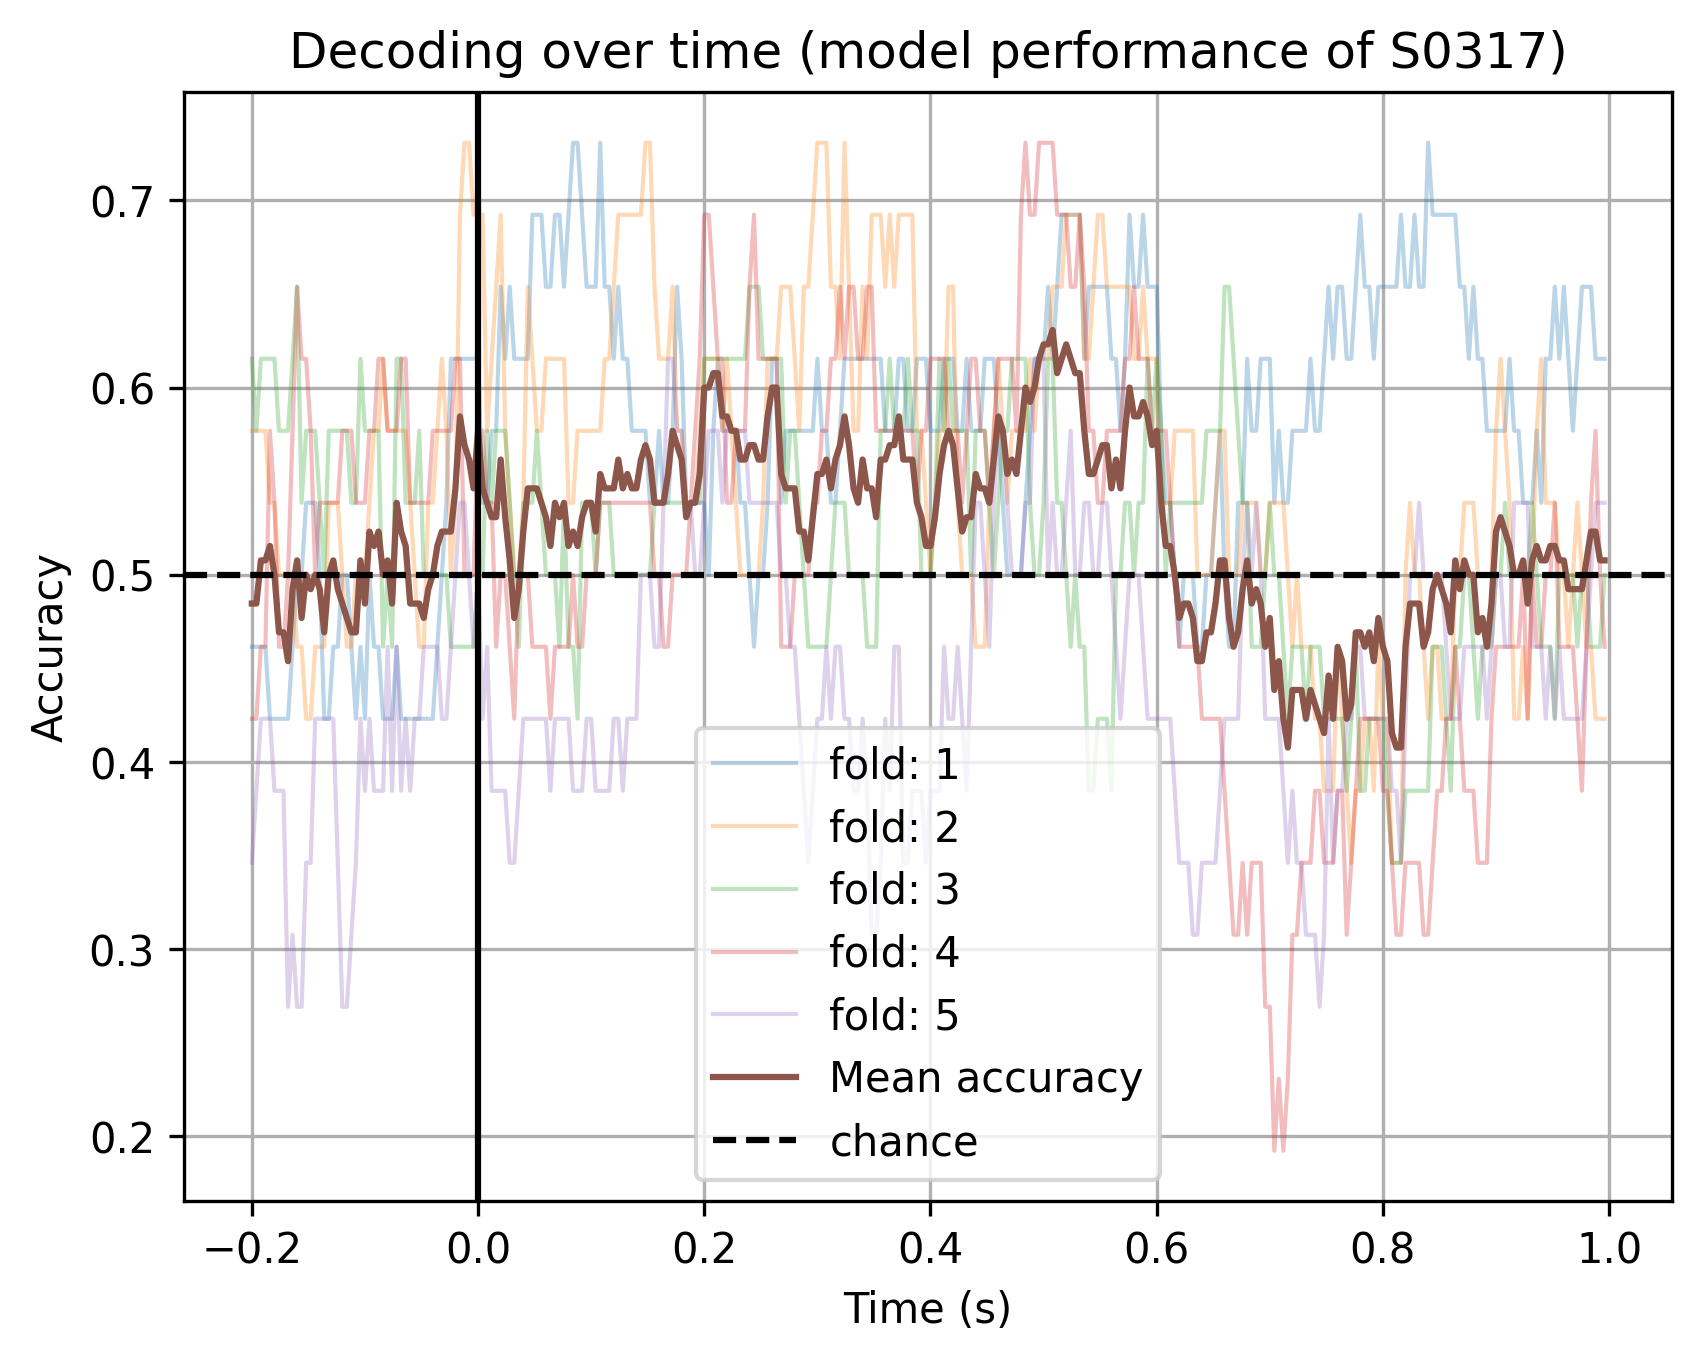 Decoding over time (model performance of S0317)
Accuracy
0.7
0.6
0.5
0.4
0.3
0.2
fold: 1
fold: 2
fold: 3
fold: 4
fold: 5
Mean accuracy
chance
−0.2 0.0 0.2 0.4 0.6 0.8 1.0
Time (s)